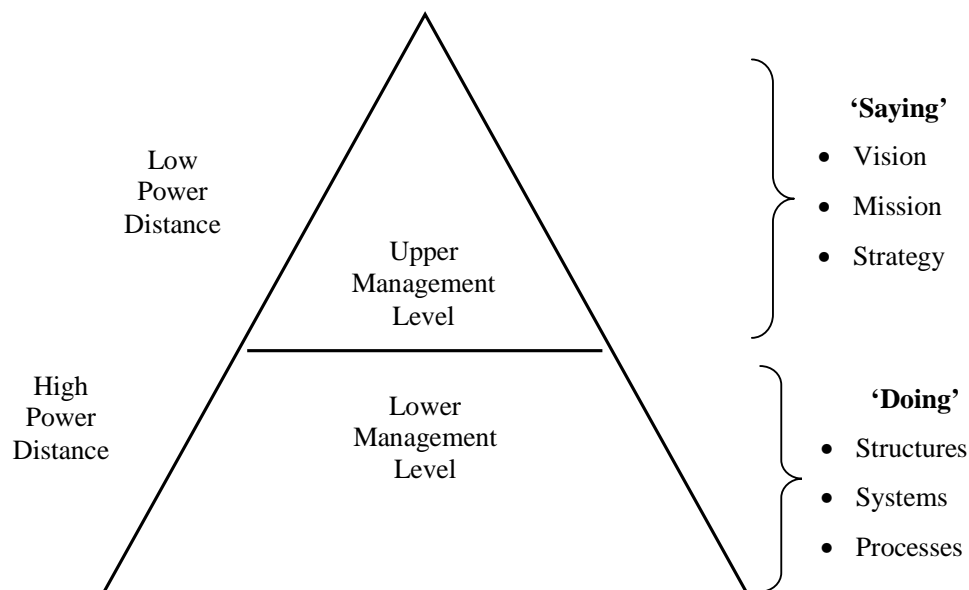 Low
Power
Distance
Upper
Management
Level
‘Saying’
• Vision
• Mission
• Strategy
High
Power
Distance
Lower
Management
Level
‘Doing’
• Structures
• Systems
• Processes